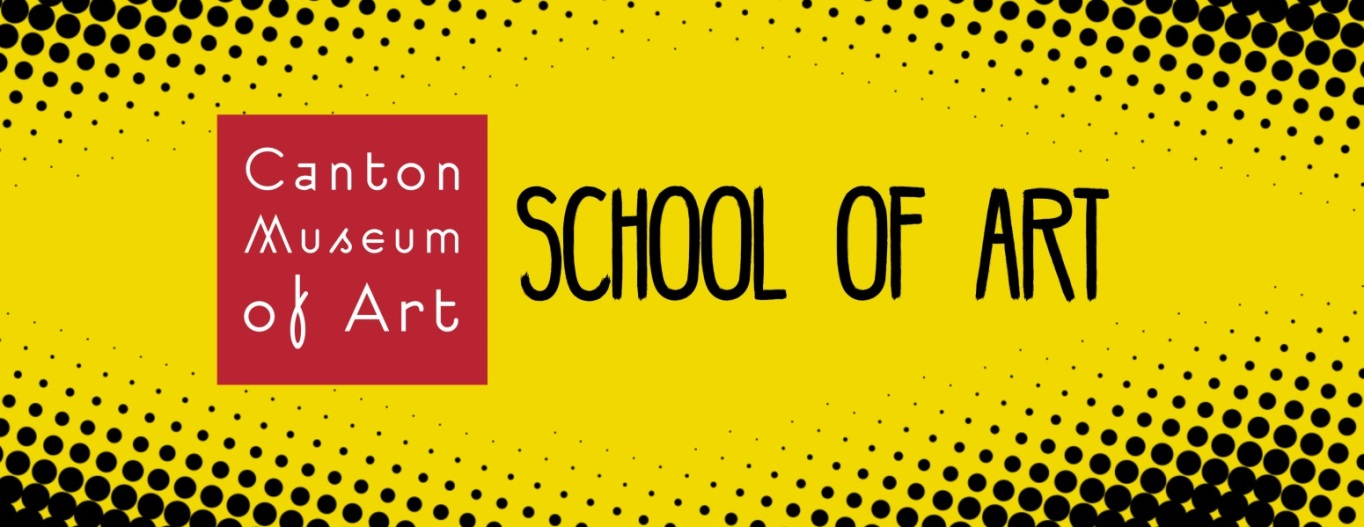 Canton
Museum
of Art
SCHOOL OF ART